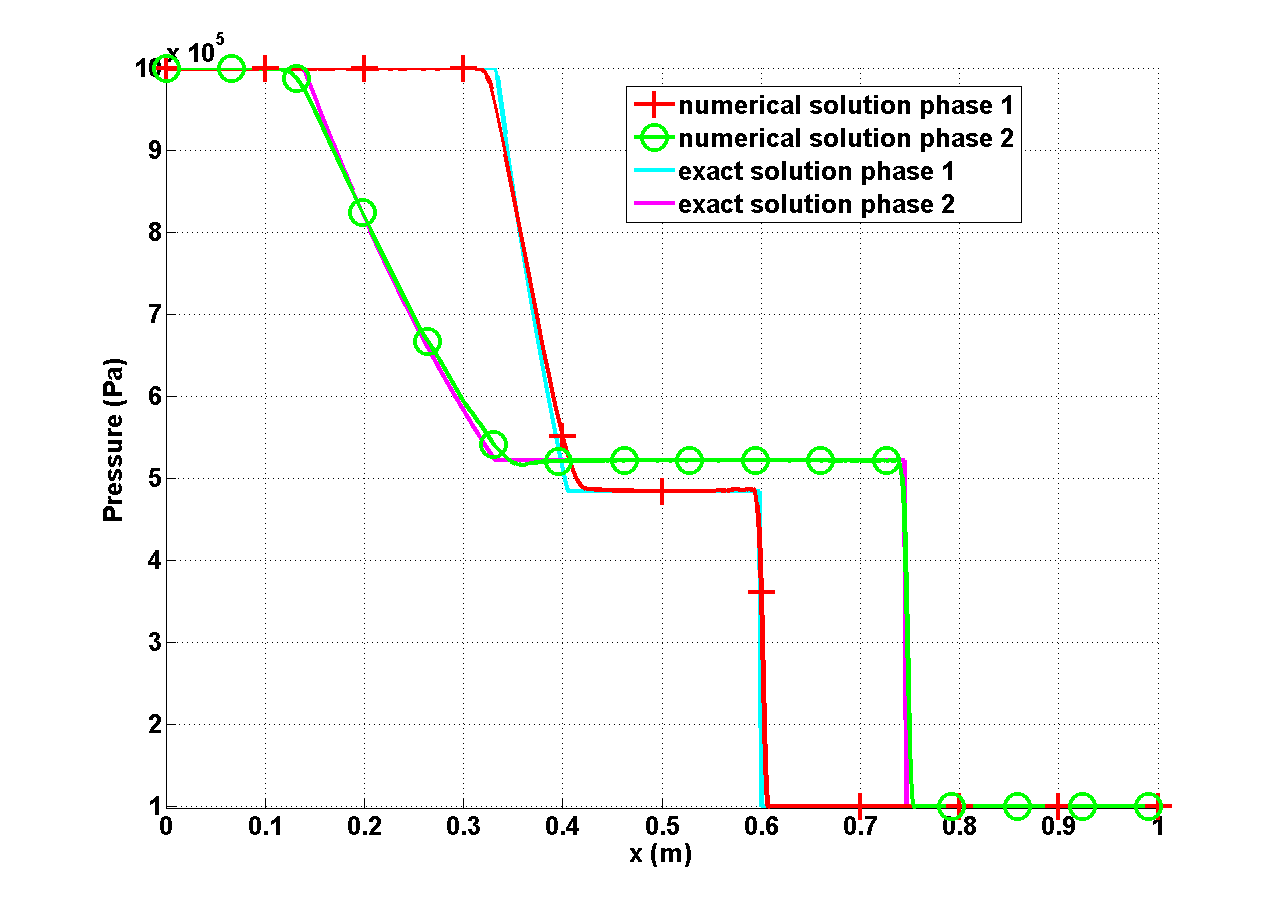 x 10^5
numerical solution phase 1
numerical solution phase 2
exact solution phase 1
exact solution phase 2
10
9
8
7
6
5
4
3
2
1
Pressure (Pa)
0 0.1 0.2 0.3 0.4 0.5 0.6 0.7 0.8 0.9 1
x (m)